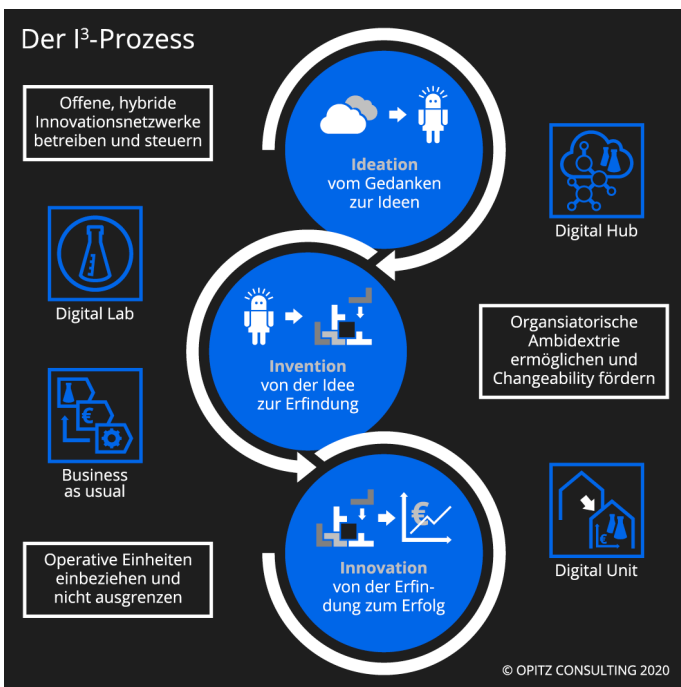 Der I³-Prozess
Offene, hybride
Innovationsnetzwerke
betreiben und steuern
Ideation
vom Gedanken
zur Ideen
Digital Hub
Digital Lab
Invention
von der Idee
zur Erfindung
Organsiatorische
Ambidextrie
ermöglichen und
Changeability fördern
€
Business
as usual
€
Innovation
von der Erfin-
dung zum Erfolg
Operative Einheiten
einbeziehen und
nicht ausgrenzen
€
Digital Unit
© OPITZ CONSULTING 2020